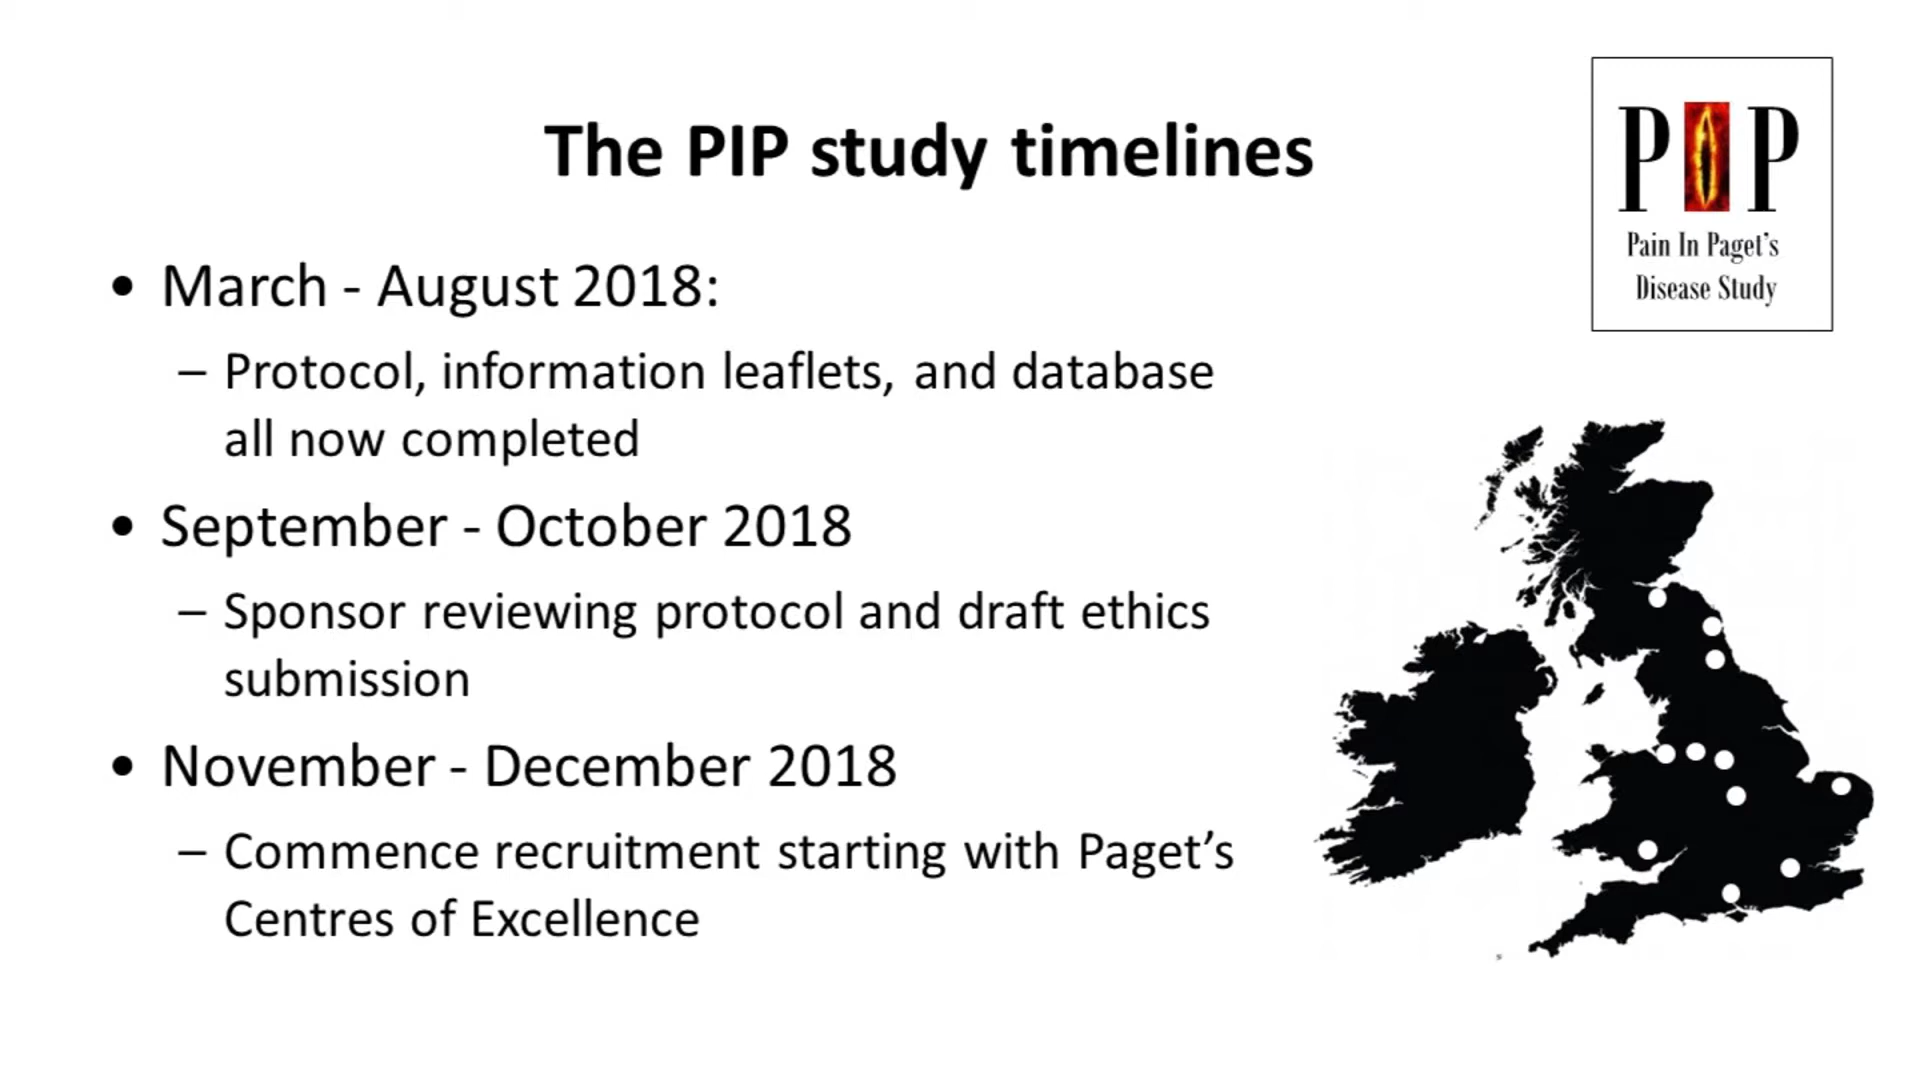 The PIP study timelines
P P
Pain In Paget's
Disease Study
• March - August 2018:
– Protocol, information leaflets, and database
all now completed
• September - October 2018
– Sponsor reviewing protocol and draft ethics
submission
• November - December 2018
– Commence recruitment starting with Paget’s
Centres of Excellence